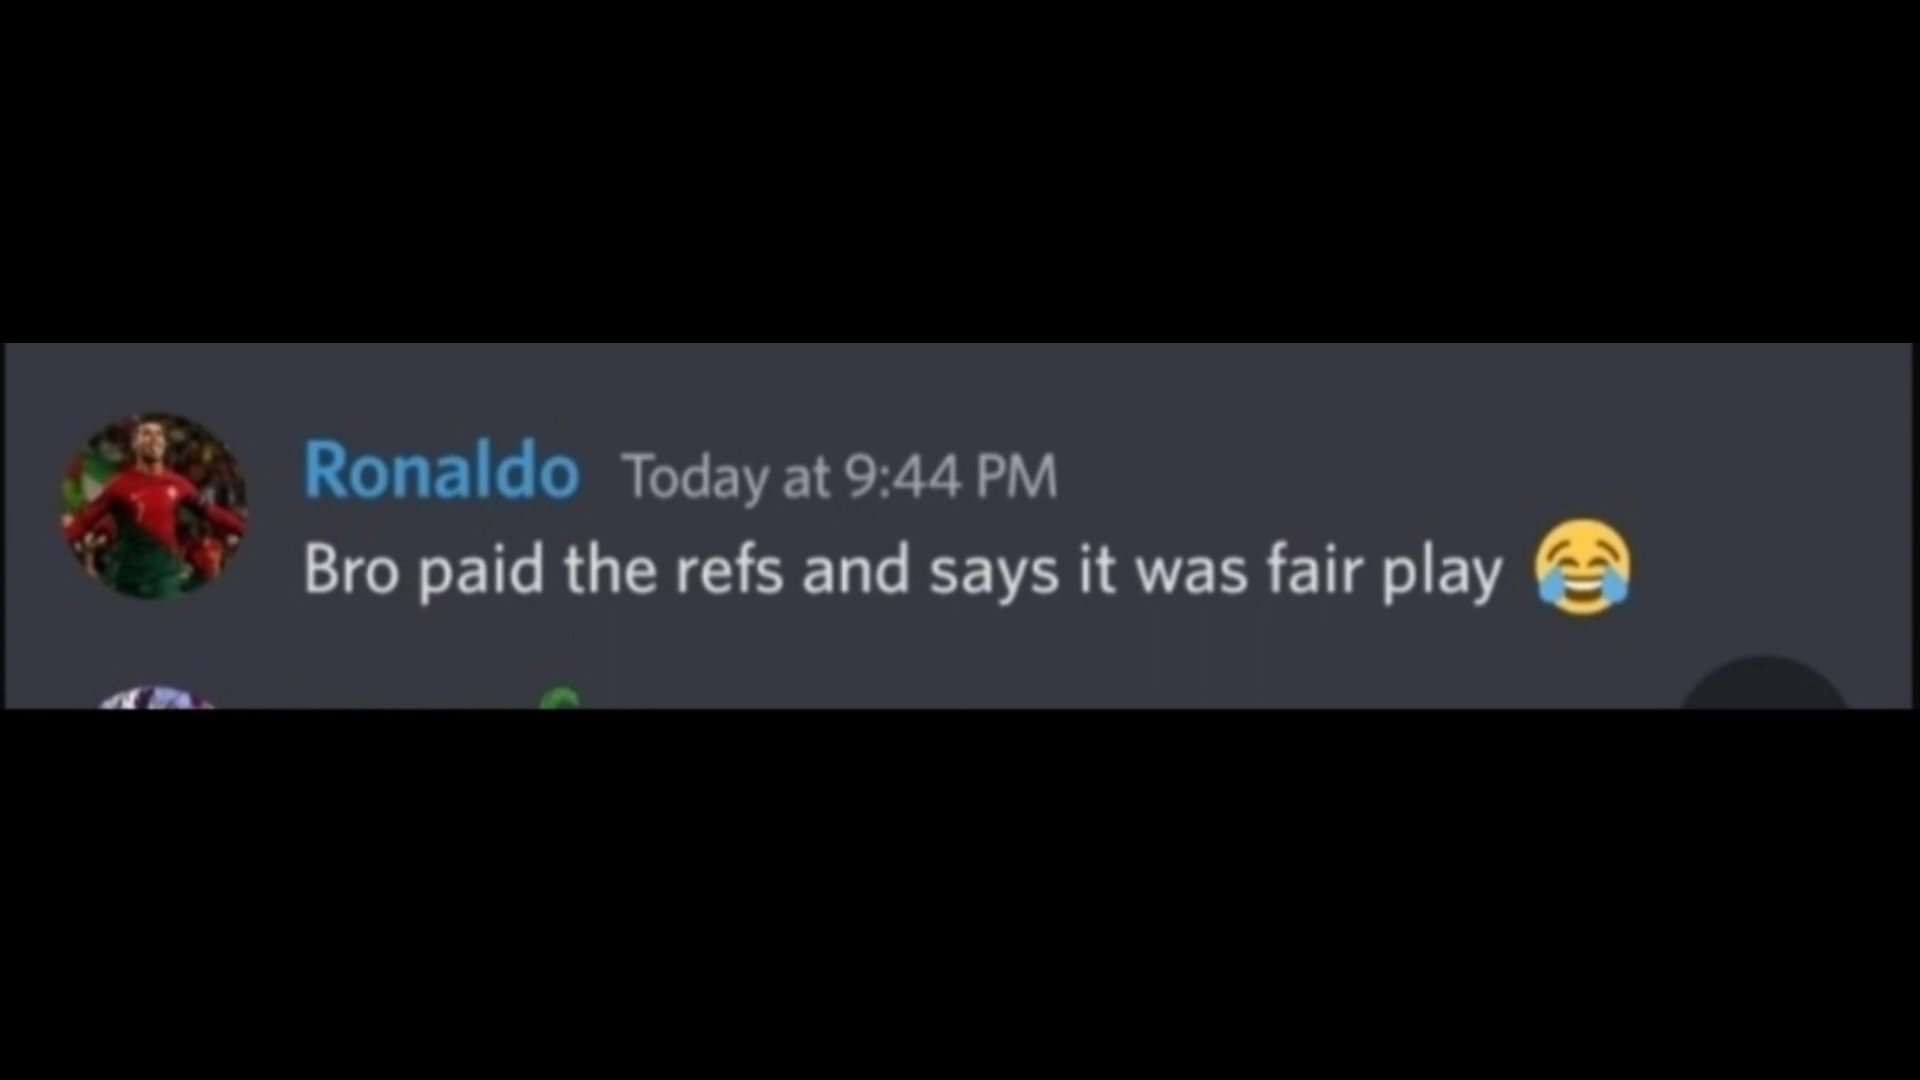 Ronaldo Today at 9:44 PM
Bro paid the refs and says it was fair play 😂